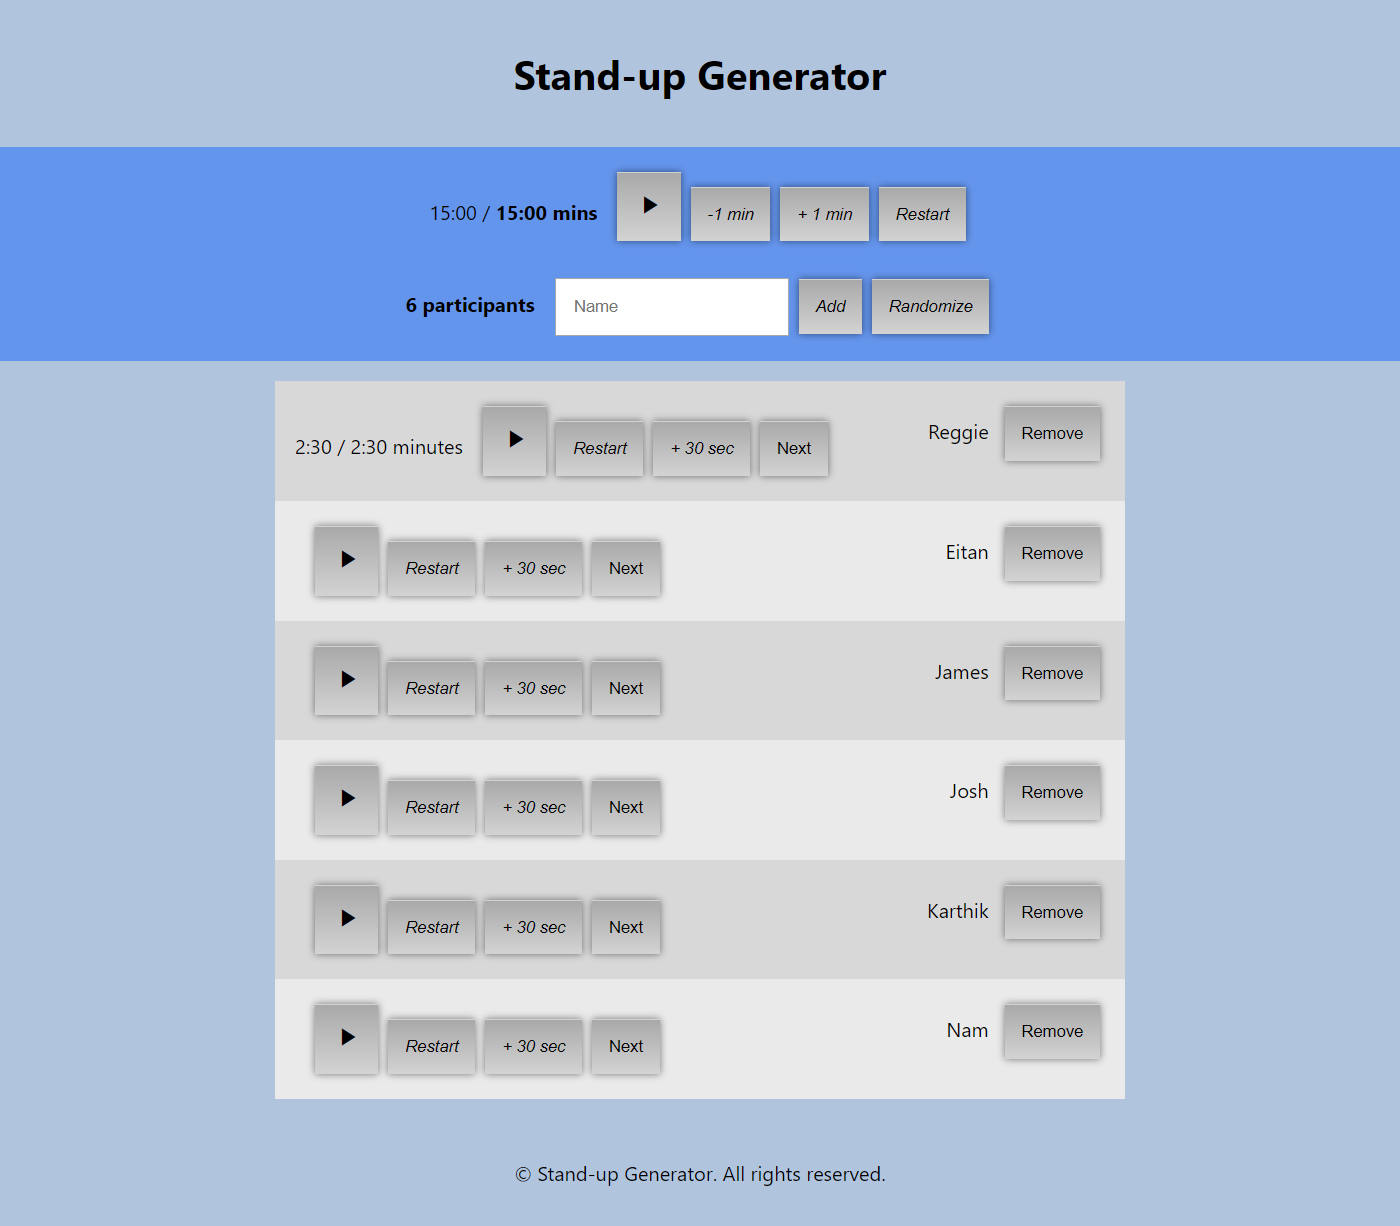 Stand-up Generator
15:00 / 15:00 mins -1 min + 1 min Restart
6 participants Name Add Randomize
2:30 / 2:30 minutes Restart + 30 sec Next Reggie Remove
Restart + 30 sec Next Eitan Remove
Restart + 30 sec Next James Remove
Restart + 30 sec Next Josh Remove
Restart + 30 sec Next Karthik Remove
Restart + 30 sec Next Nam Remove
© Stand-up Generator. All rights reserved.